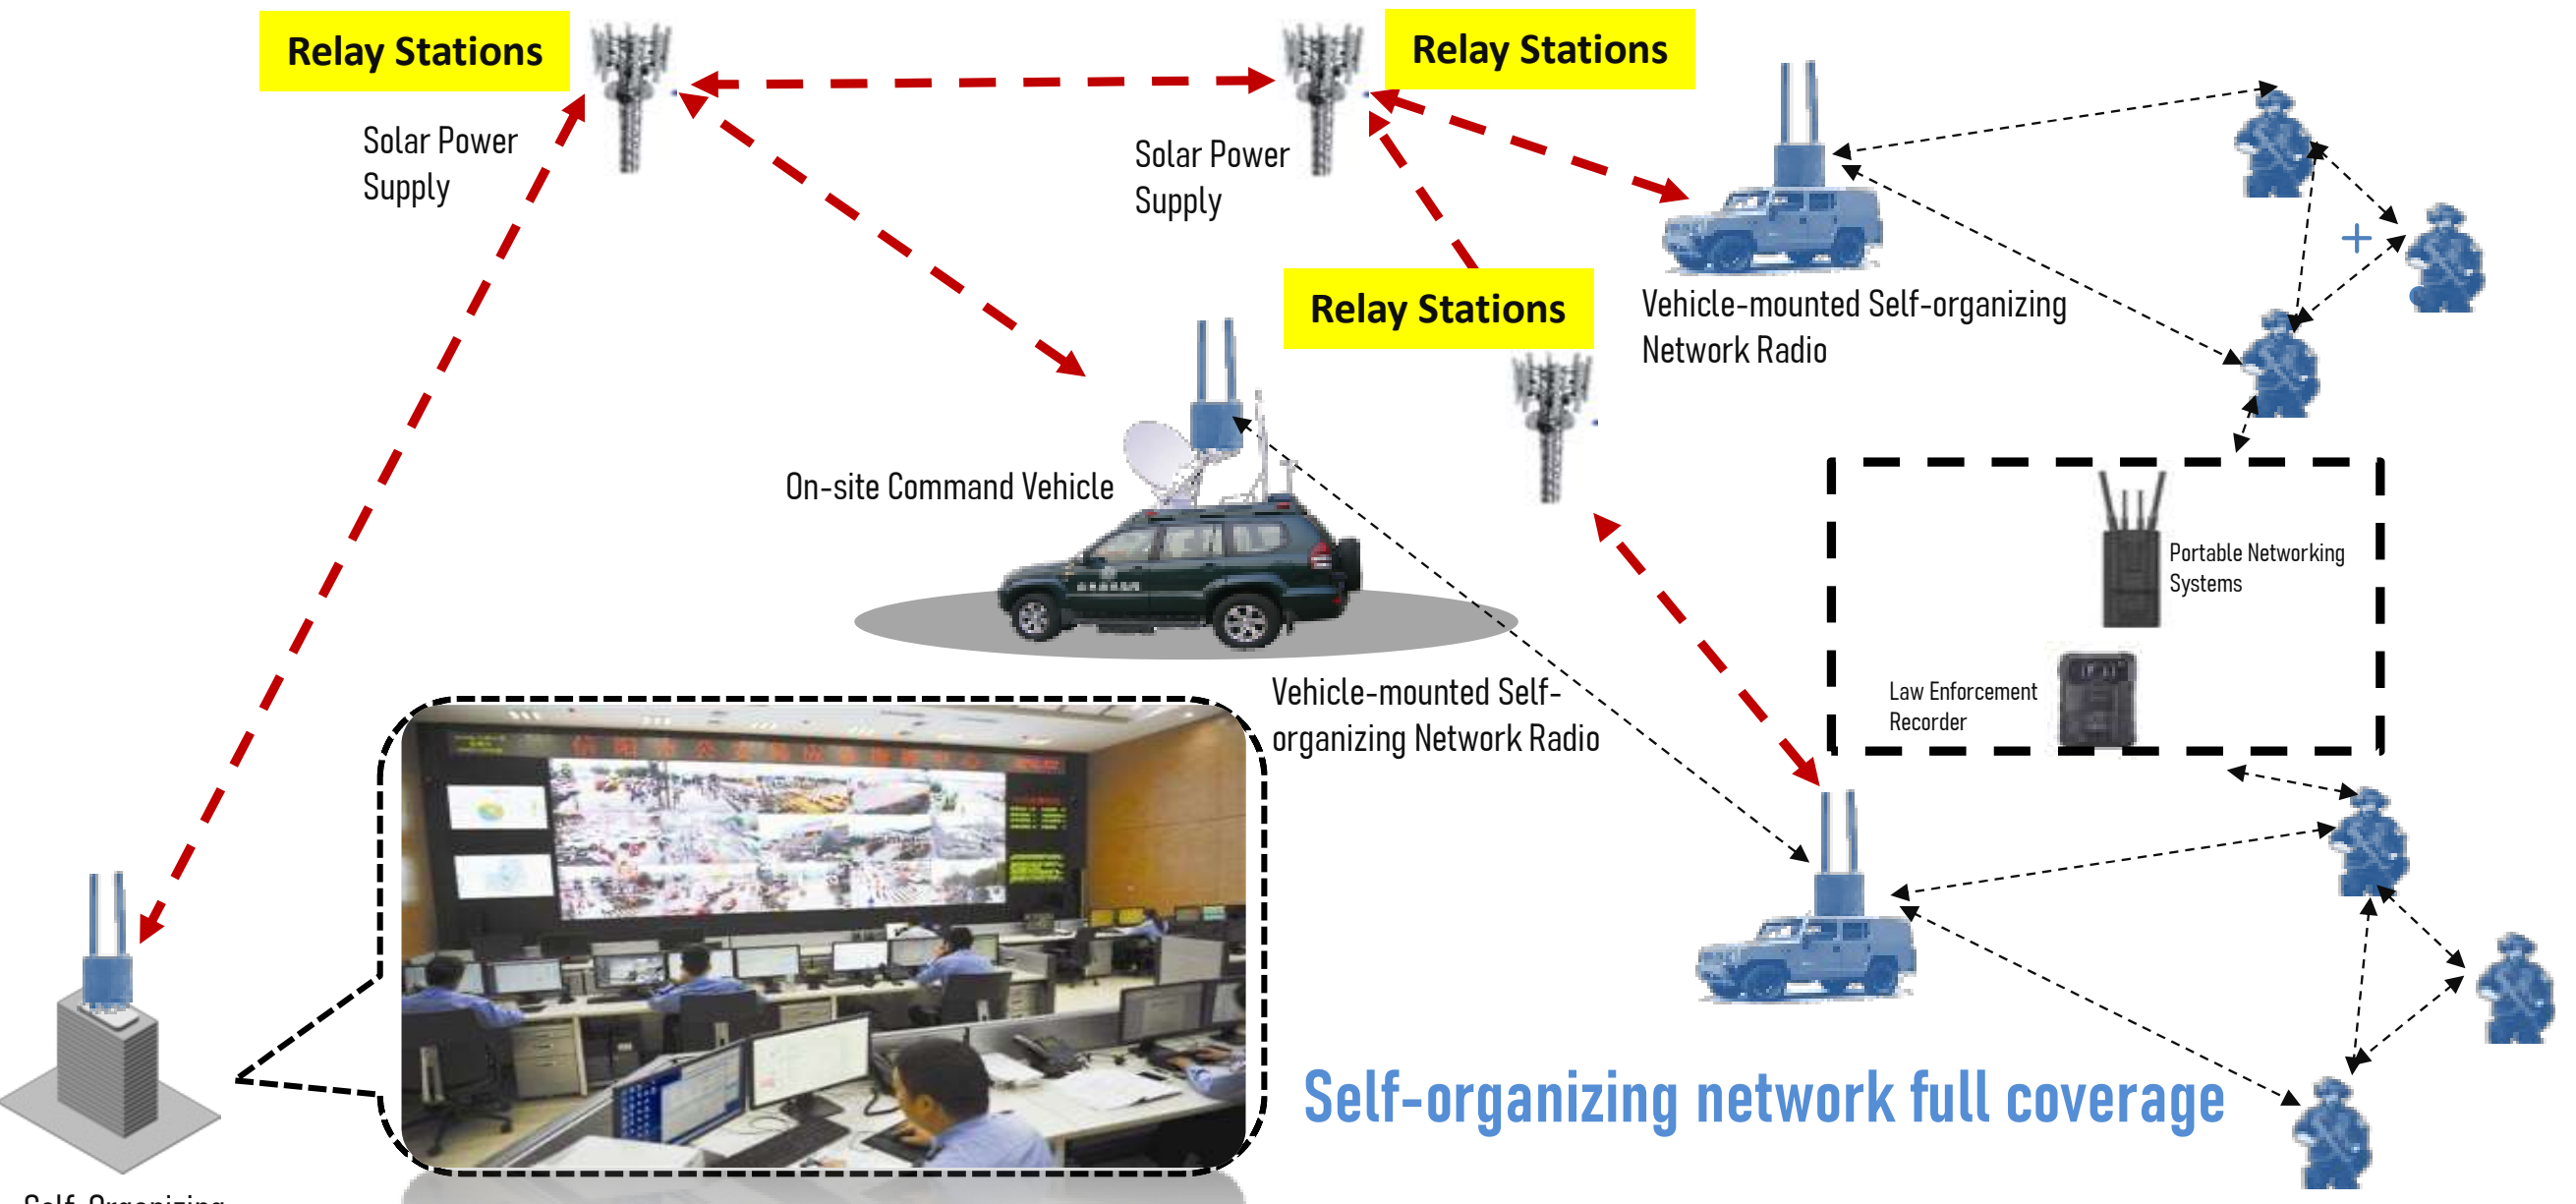 Relay Stations
Relay Stations
Solar Power
Supply
Solar Power
Supply
Relay Stations
Vehicle-mounted Self-organizing
Network Radio
On-site Command Vehicle
Portable Networking
Systems
Law Enforcement
Recorder
Vehicle-mounted Self-
organizing Network Radio
Self-organizing network full coverage
Self-Organizing